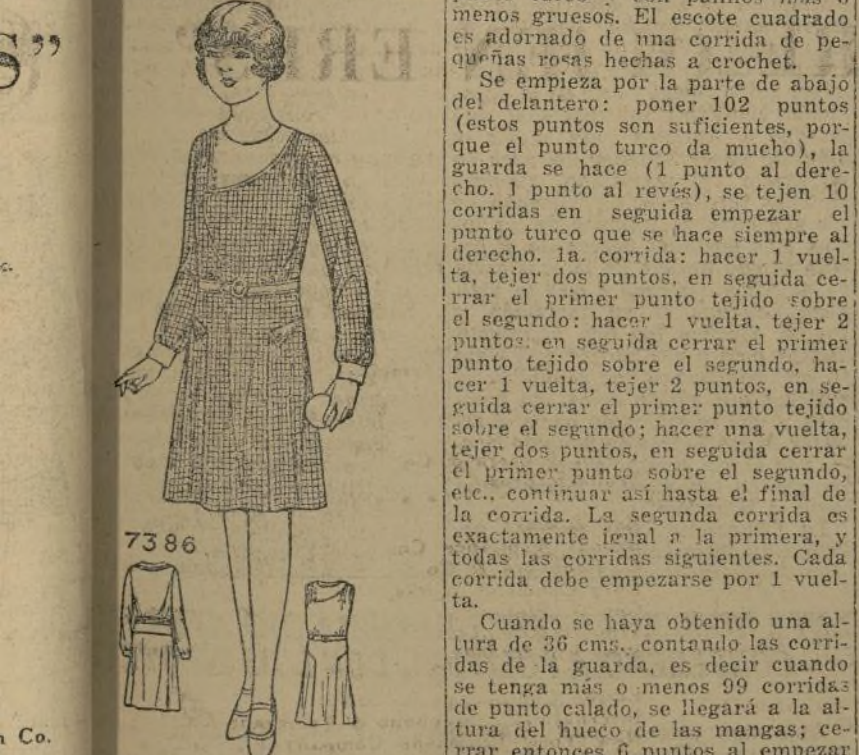 S”
c.
n Co.
7386
menos gruesos. El escote cuadrado
es adornado de una corrida de pe-
queñas rosas hechas a crochet.
Se empieza por la parte de abajo
del delantero: poner 102 puntos
(estos puntos son suficientes, por-
que el punto turco da mucho), la
guarda se hace (1 punto al dere-
cho. 1 punto al revés), se tejen 10
corridas en seguida empezar el
punto turco que se hace siempre al
derecho. 1a. corrida: hacer 1 vuel-
ta, tejer dos puntos, en seguida ce-
rrar el primer punto tejido sobre
el segundo: hacer 1 vuelta, tejer 2
puntos, en seguida cerrar el primer
punto tejido sobre el segundo, ha-
cer 1 vuelta, tejer 2 puntos, en se-
guida cerrar el primer punto tejido
sobre el segundo; hacer una vuelta,
tejer dos puntos, en seguida cerrar
el primer punto sobre el segundo,
etc., continuar así hasta el final de
la corrida. La segunda corrida es
exactamente igual a la primera, y
todas las corridas siguientes. Cada
corrida debe empezarse por 1 vuel-
ta.
Cuando se haya obtenido una al-
tura de 36 cms., contando las corri-
das de la guarda, es decir cuando
se tenga más o menos 99 corridas
de punto calado, se llegará a la al-
tura del hueco de las mangas; ce-
rrar entonces 6 puntos al empezar